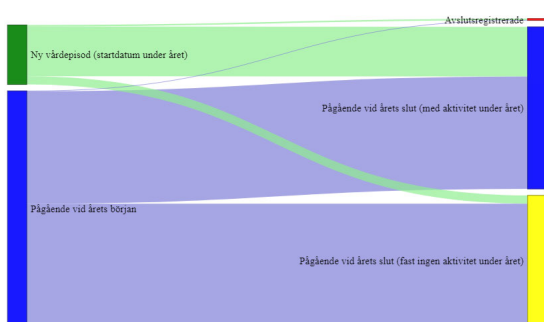 Avslutsregistrerade
Ny vårdepisod (startdatum under året)
Pågående vid årets slut (med aktivitet under året)
Pågående vid årets början
Pågående vid årets slut (fast ingen aktivitet under året)